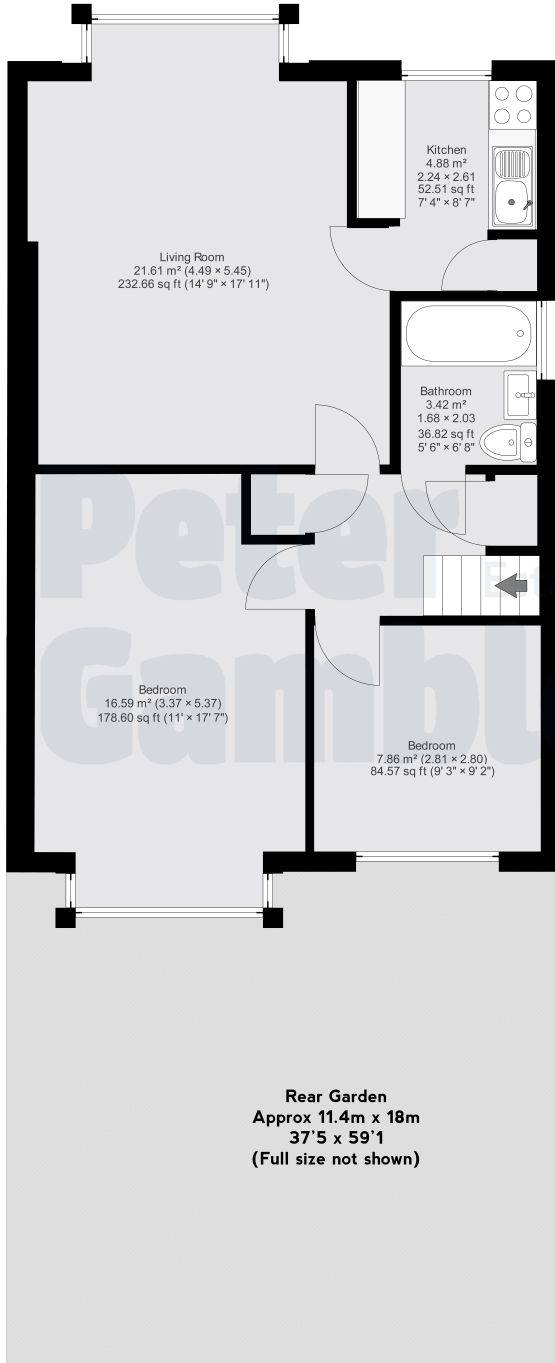 Kitchen
4.88 m²
2.24 × 2.61
52.51 sq ft
7' 4" × 8' 7"
Living Room
21.61 m² (4.49 × 5.45)
232.66 sq ft (14' 9" × 17' 11")
Bathroom
3.42 m²
1.68 × 2.03
36.82 sq ft
5' 6" × 6' 8"
Peter
Gambl
Est
Bedroom
16.59 m² (3.37 × 5.37)
178.60 sq ft (11' × 17' 7")
Bedroom
7.86 m² (2.81 × 2.80)
84.57 sq ft (9' 3" × 9' 2")
Rear Garden
Approx 11.4m x 18m
37'5 x 59'1
(Full size not shown)